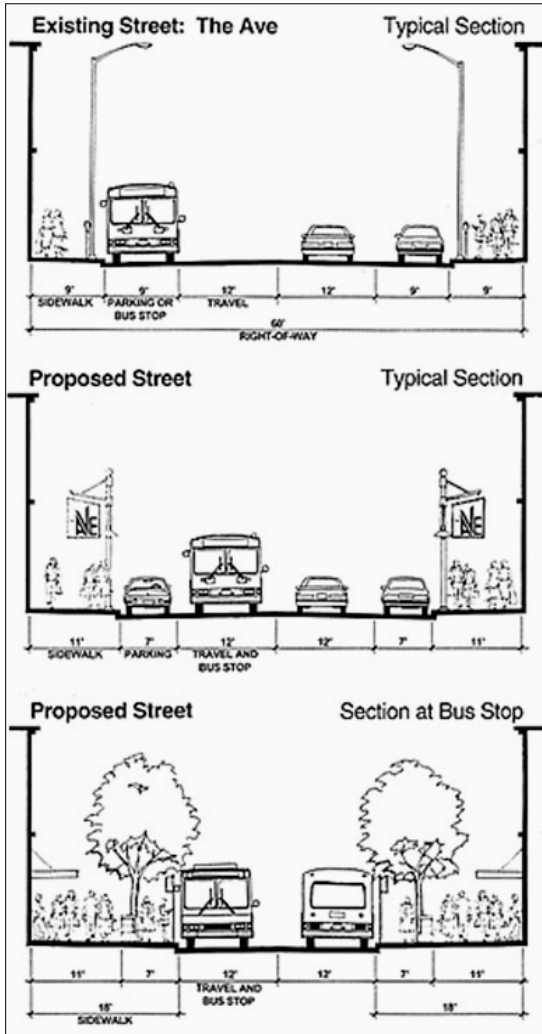 Existing Street: The Ave Typical Section
9' 9' 12' 12' 9' 9'
SIDEWALK PARKING OR TRAVEL
BUS STOP
60'
RIGHT-OF-WAY
Proposed Street Typical Section
AVE AVE
11' 7' 12' 12' 7' 11'
SIDEWALK PARKING TRAVEL AND
BUS STOP
Proposed Street Section at Bus Stop
11' 7' 12' 12' 7' 11'
TRAVEL AND
18' BUS STOP 18'
SIDEWALK